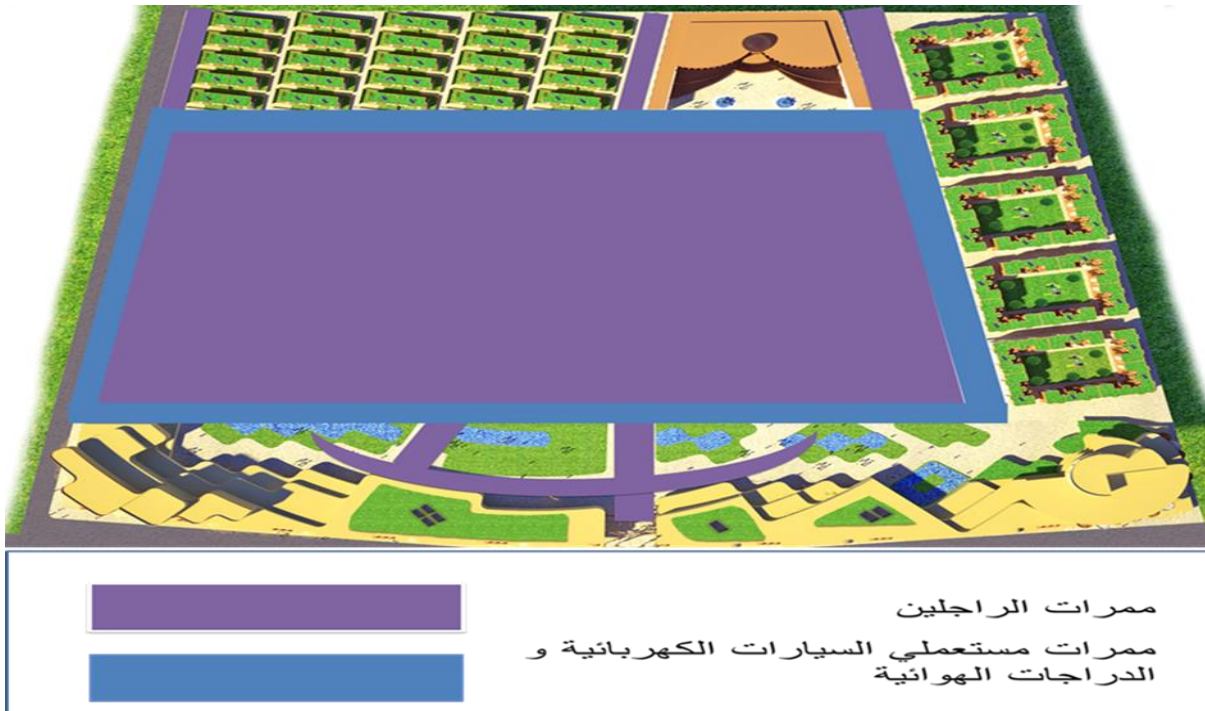 ممرات الراجلين
ممرات مستعملي السيارات الكهربائية و
الدراجات الهوائية